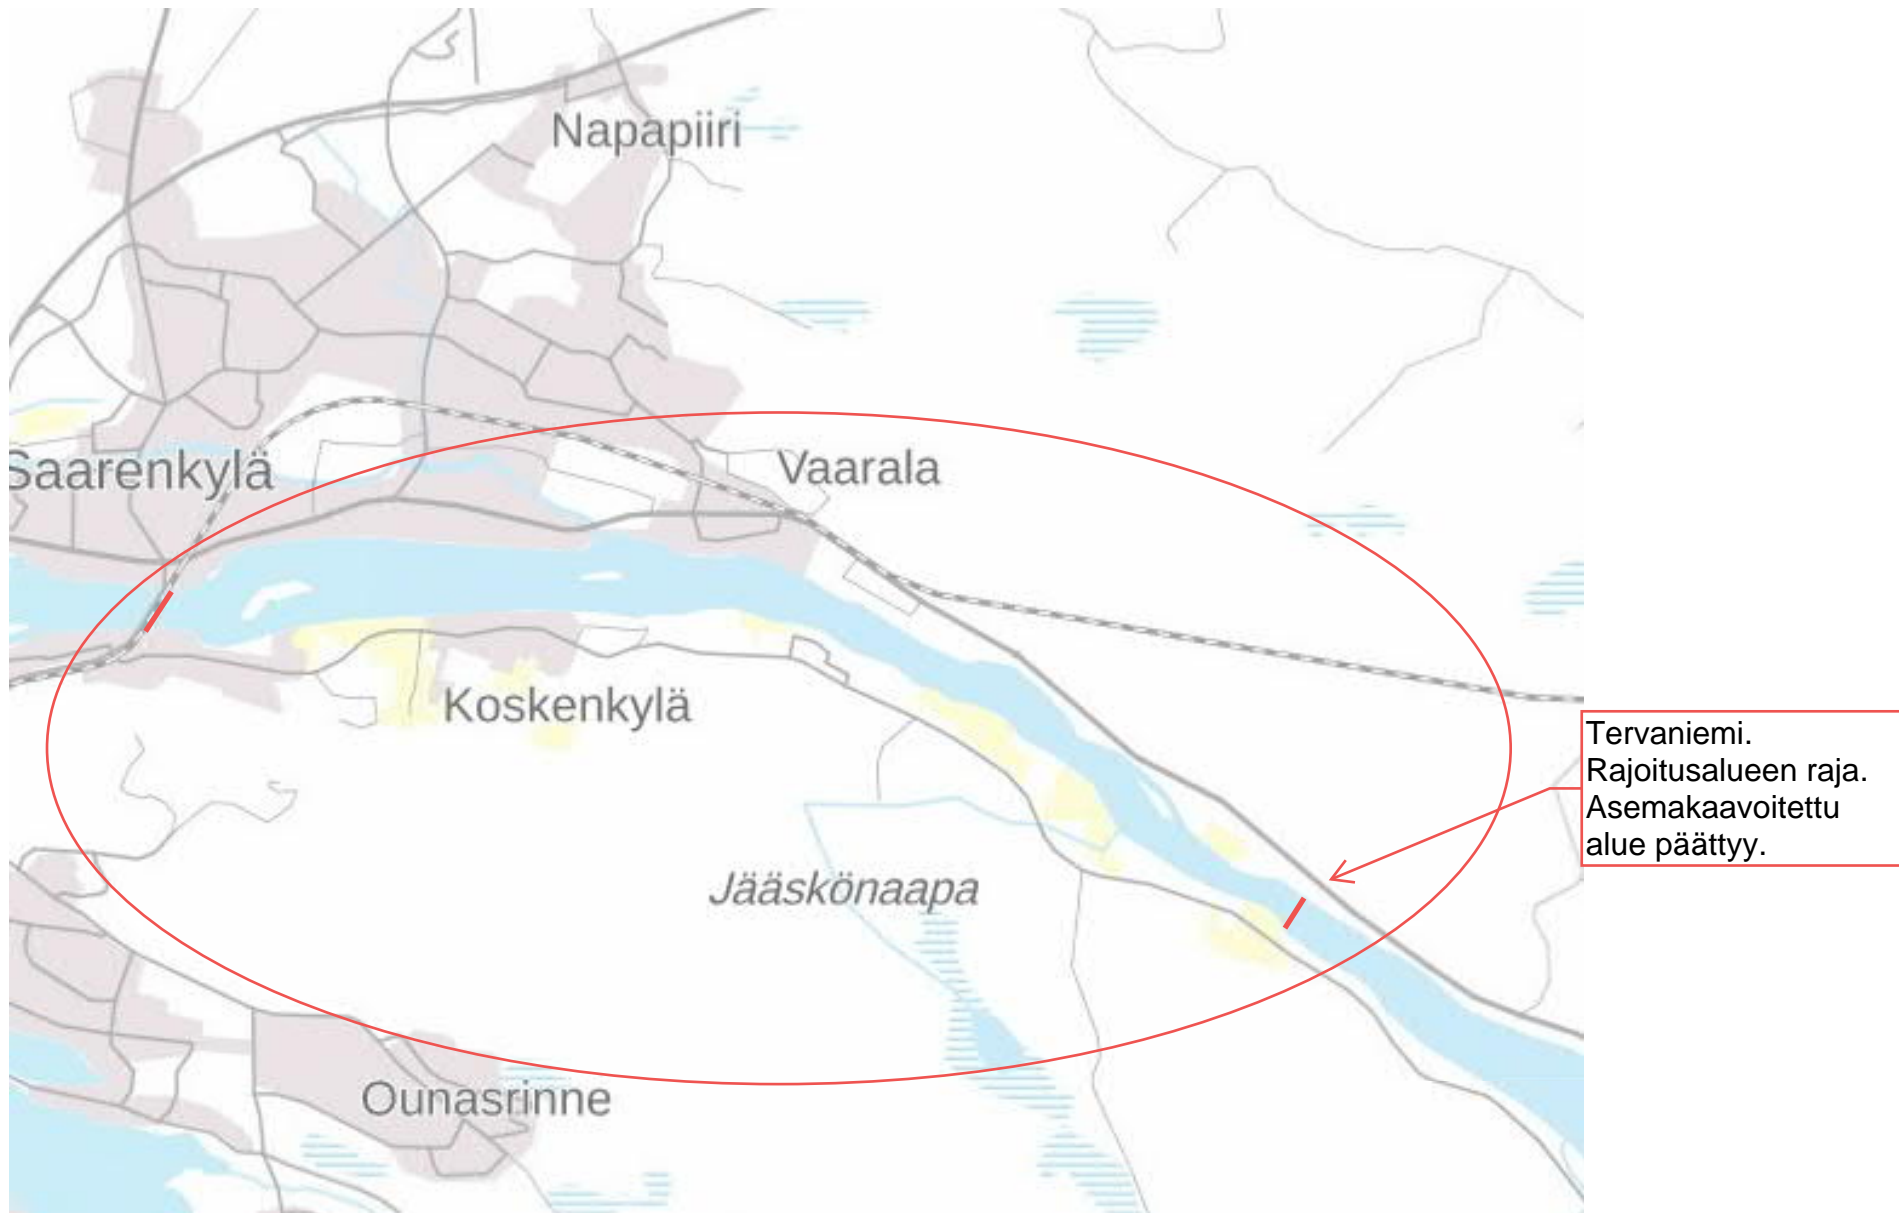 Napapiiri
Saarenkylä
Vaarala
Koskenkylä
Tervaniemi.
Rajoitusalueen raja.
Asemakaavoitettu
alue päättyy.
Jääskönaapa
Ounasrinne